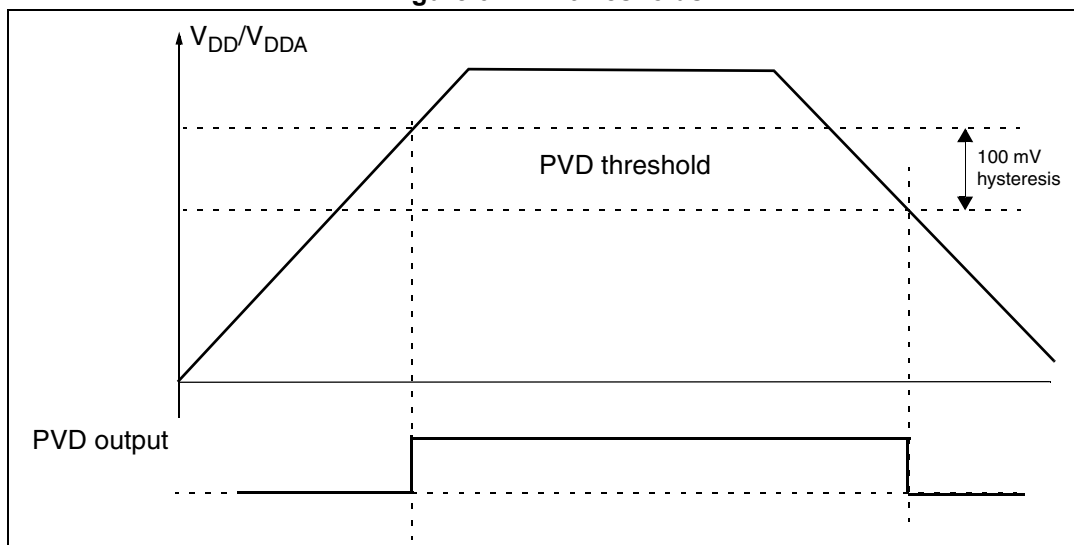 V_DD/V_DDA
PVD threshold
100 mV
hysteresis
PVD output